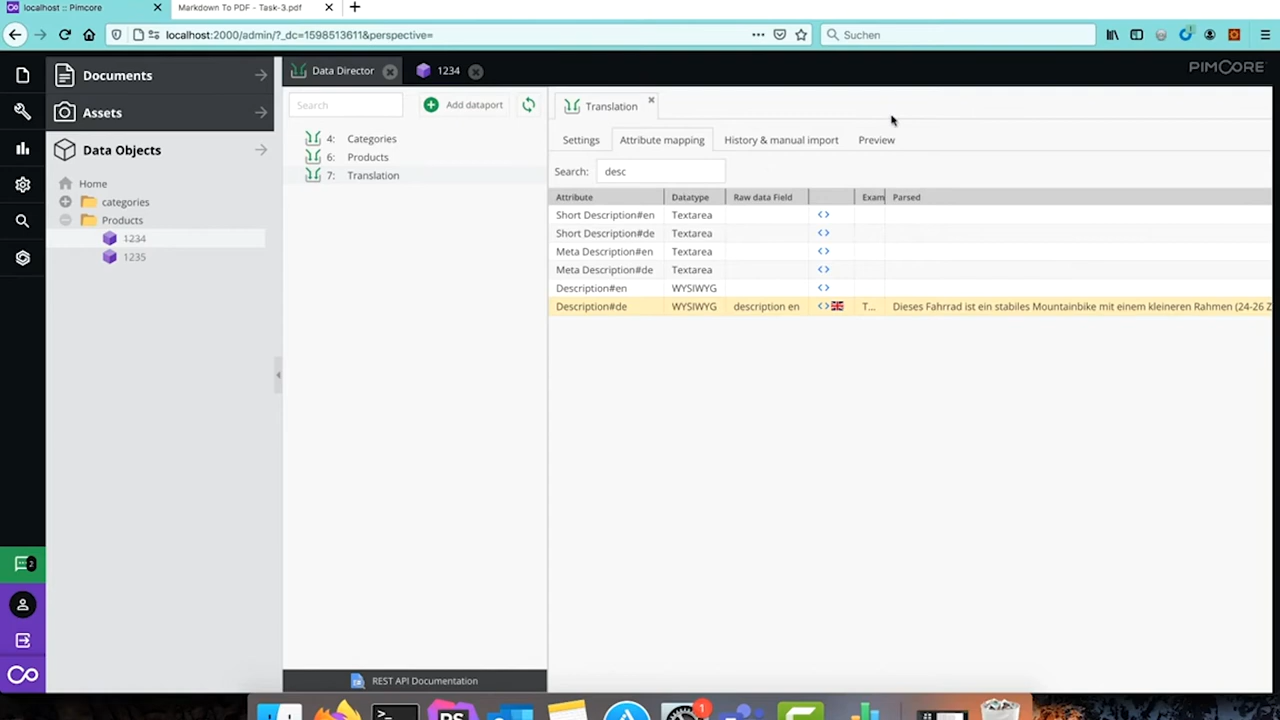 localhost :: Pimcore
Markdown To PDF - Task-3.pdf
localhost:2000/admin/?_dc=1598513611&perspective=
Suchen
Documents
Assets
Data Objects
Home
categories
Products
1234
1235
2
Data Director
1234
PIMCORE
Search
Add dataport
4: Categories
6: Products
7: Translation
REST API Documentation
Translation
Settings
Attribute mapping
History & manual import
Preview
Search: desc
Attribute Datatype Raw data Field Exam Parsed
Short Description#en Textarea
Short Description#de Textarea
Meta Description#en Textarea
Meta Description#de Textarea
Description#en WYSIWYG
Description#de WYSIWYG description en T... Dieses Fahrrad ist ein stabiles Mountainbike mit einem kleineren Rahmen (24-26 Z
PS
1